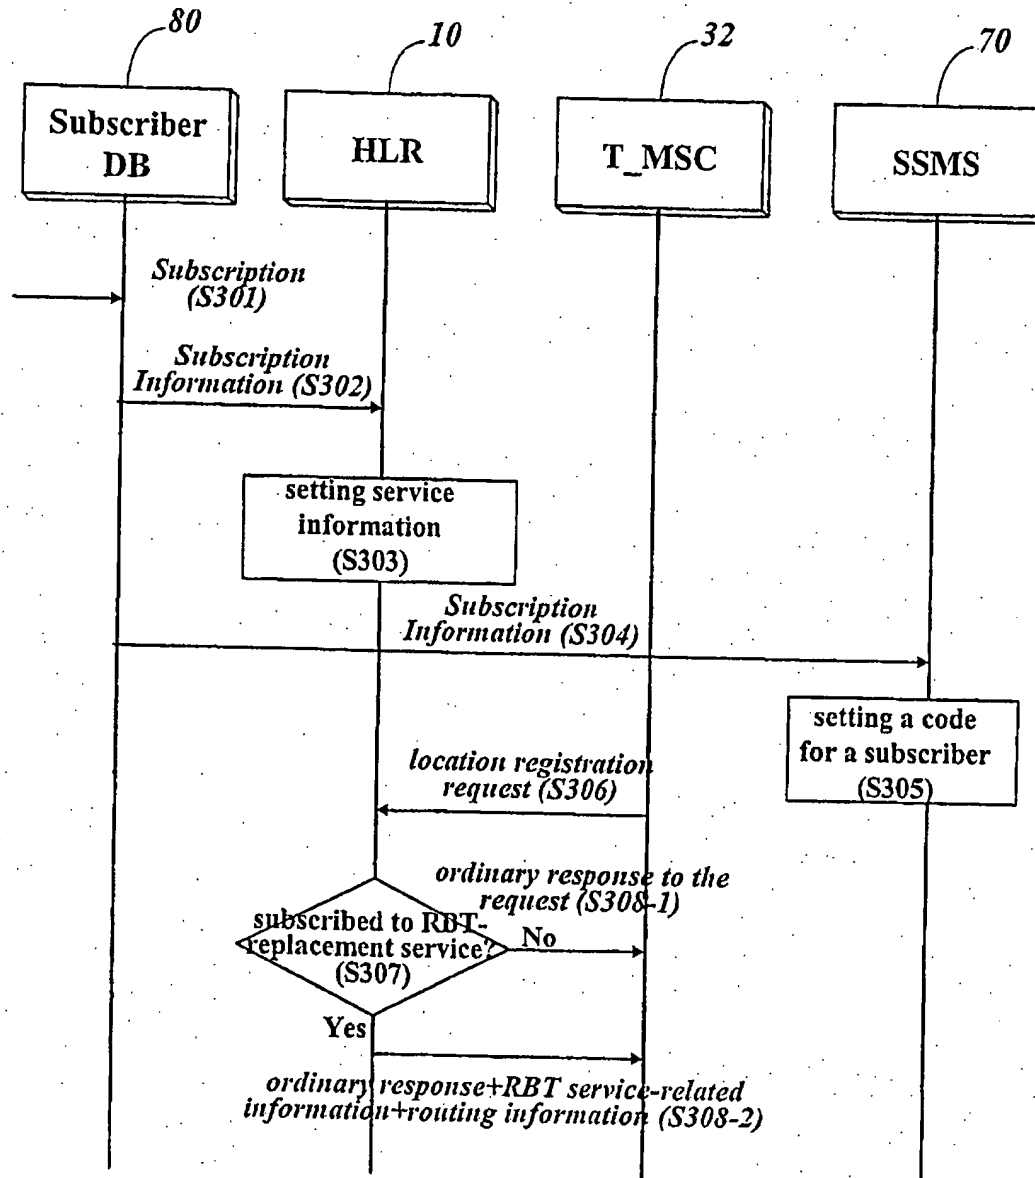 80
10
32
70
Subscriber
DB
HLR
T_MSC
SSMS
Subscription
(S301)
Subscription
Information (S302)
setting service
information
(S303)
Subscription
Information (S304)
setting a code
for a subscriber
(S305)
location registration
request (S306)
ordinary response to the
request (S308-1)
subscribed to RBT-
replacement service?
(S307)
No
Yes
ordinary response+RBT service-related
information+routing information (S308-2)